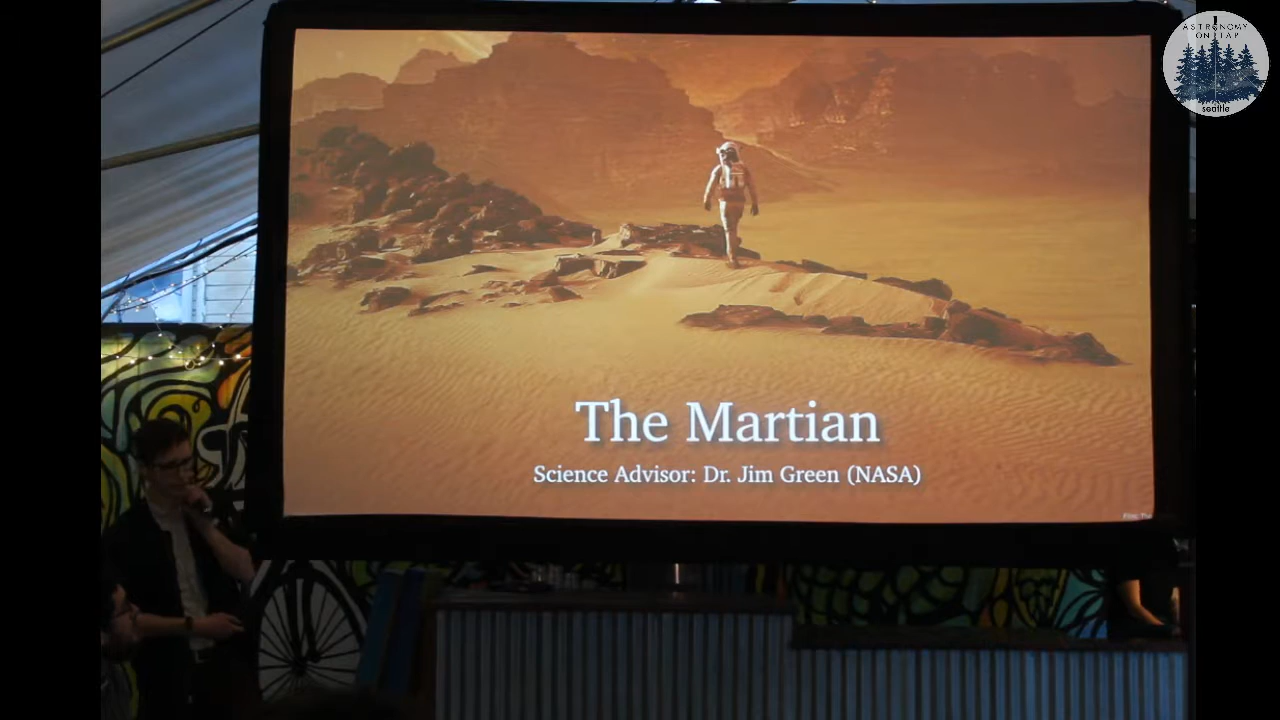 ASTRONOMY
ON TAP
seattle
The Martian
Science Advisor: Dr. Jim Green (NASA)